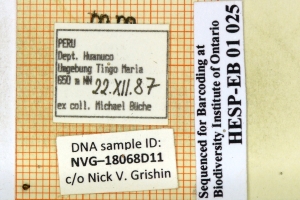 PERU
Dept. Huanuco
Umgebung Tingo Maria
650 m NN 22.XII.87
ex coll. Michael Büche
DNA sample ID:
NVG–18068D11
c/o Nick V. Grishin
Sequenced for Barcoding at
Biodiversity Institute of Ontario
HESP-EB 01 025